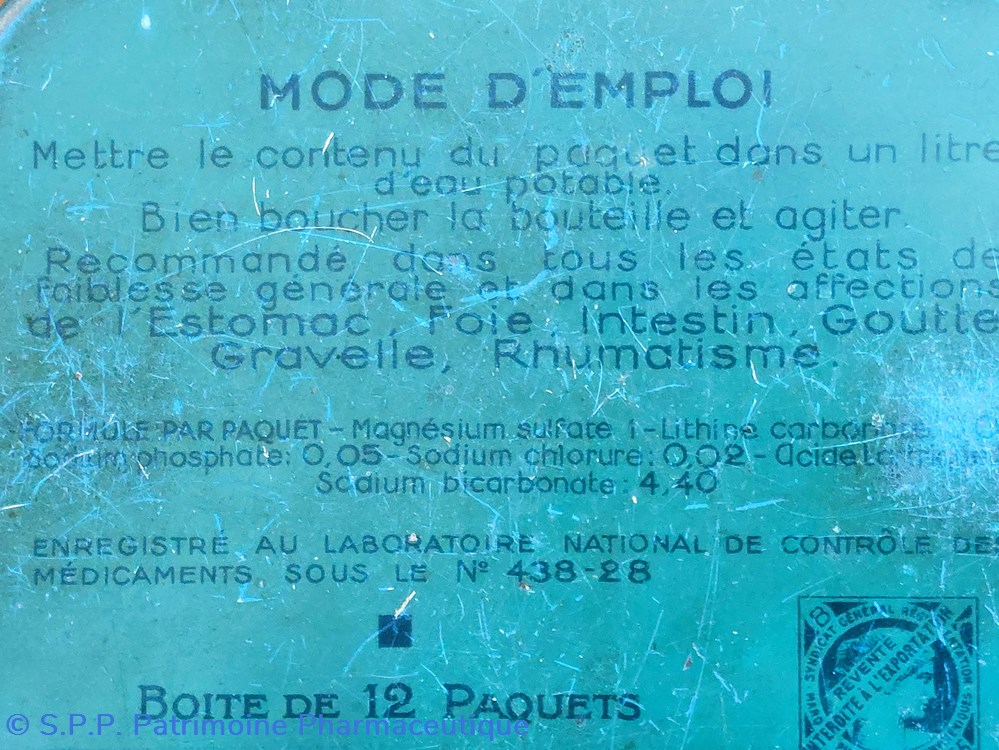 MODE D'EMPLOI
Mettre le contenu du paquet dans un litre
d'eau potable.
Bien boucher la bouteille et agiter.
Recommandé dans tous les états de
faiblesse générale et dans les affections
de l'Estomac, Foie, Intestin, Goutte
Gravelle, Rhumatisme.
FORMULE PAR PAQUET - Magnésium sulfate 1 - Lithine carbonate
Sodium phosphate: 0,05 - Sodium chlorure: 0,02 - Acide
Sodium bicarbonate: 4,40
ENREGISTRÉ AU LABORATOIRE NATIONAL DE CONTRÔLE DES
MÉDICAMENTS SOUS LE Nº 438-28
BOITE DE 12 PAQUETS
8
SYNDICAT GÉNÉRAL
REVENTE
INTERDITE A L'EXPORTATION
© S.P.P. Patrimoine Pharmaceutique